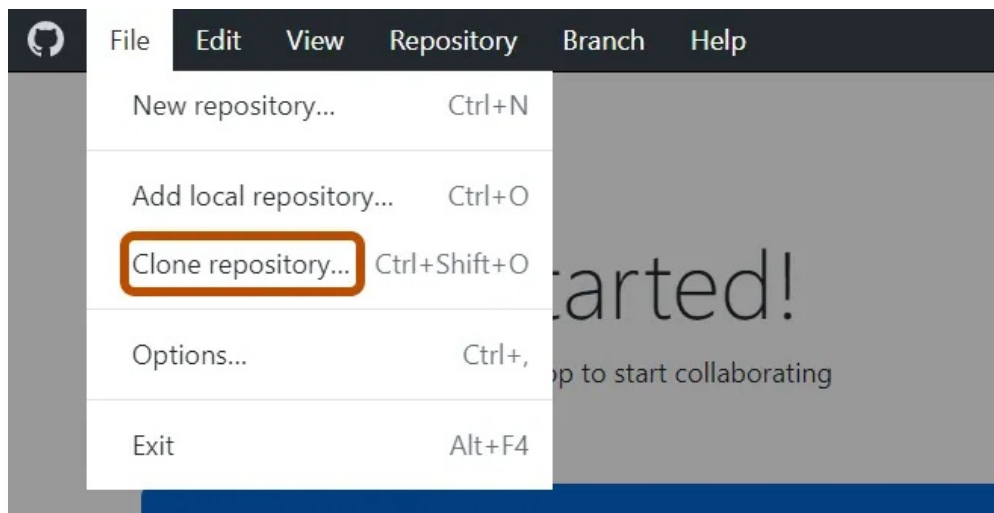 File Edit View Repository Branch Help
New repository... Ctrl+N
Add local repository... Ctrl+O
Clone repository... Ctrl+Shift+O
Options... Ctrl+,
Exit Alt+F4
tarted!
to start collaborating